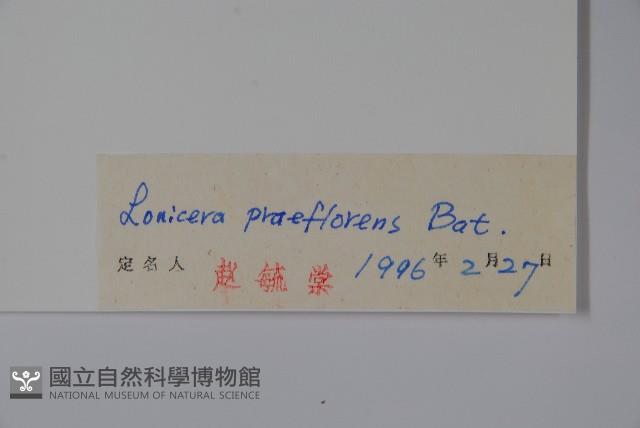 Lonicera praeflorens Bat.
定名人 赵毓棠 1996年2月27日
國立自然科學博物館
NATIONAL MUSEUM OF NATURAL SCIENCE